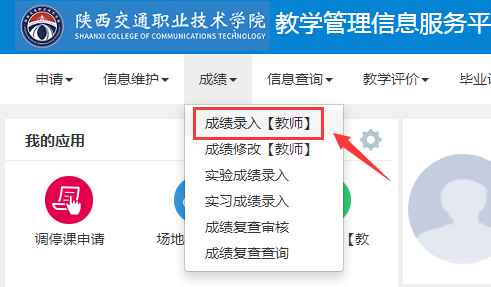 陕西交通职业技术学院 教学管理信息服务平
SHAANXI COLLEGE OF COMMUNICATIONS TECHNOLOGY
申请 信息维护 成绩 信息查询 教学评价 毕业
成绩录入【教师】
成绩修改【教师】
实验成绩录入
实习成绩录入
成绩复查审核
成绩复查查询
我的应用
调停课申请 场地 【教